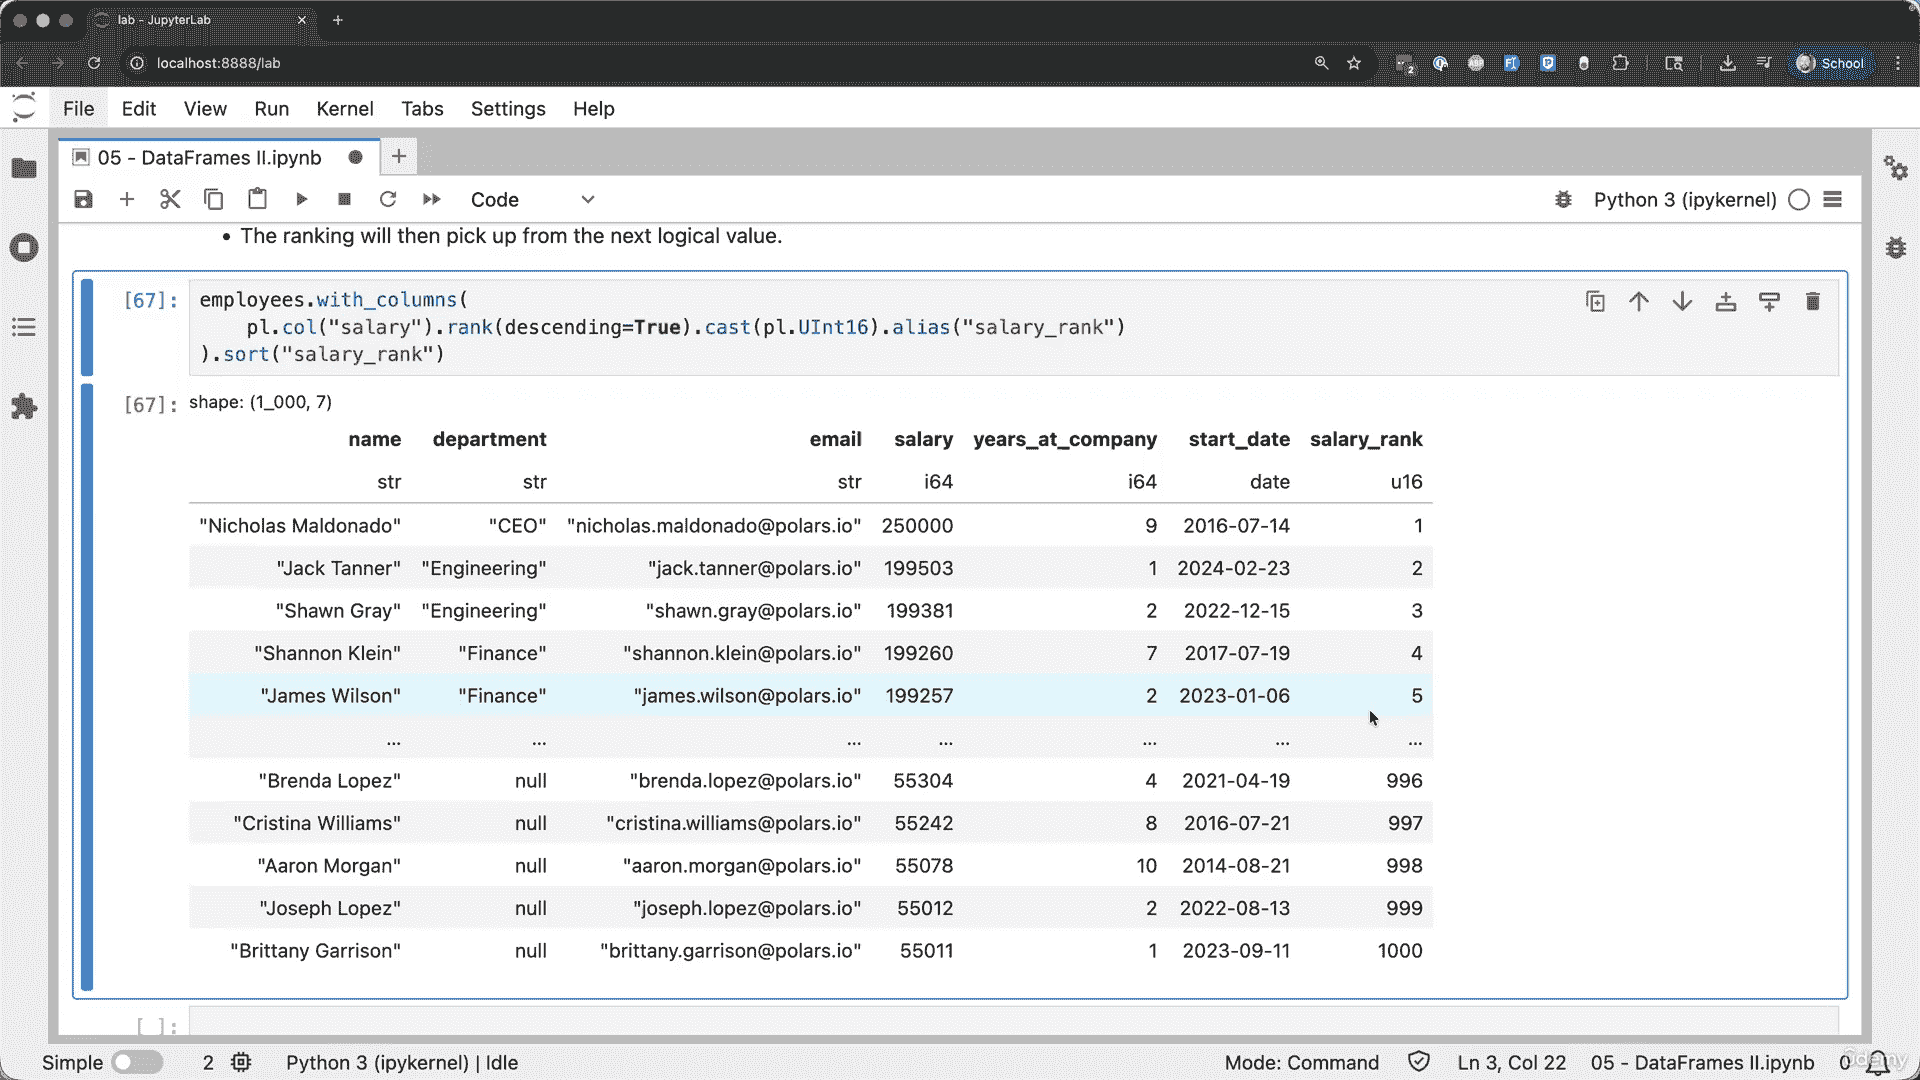 lab - JupyterLab
localhost:8888/lab
2
School
File Edit View Run Kernel Tabs Settings Help
05 - DataFrames II.ipynb
Code
Python 3 (ipykernel)
• The ranking will then pick up from the next logical value.
[67]:
employees.with_columns(
    pl.col("salary").rank(descending=True).cast(pl.UInt16).alias("salary_rank")
).sort("salary_rank")
[67]: shape: (1_000, 7)
name department email salary years_at_company start_date salary_rank
str str str i64 i64 date u16
"Nicholas Maldonado" "CEO" "nicholas.maldonado@polars.io" 250000 9 2016-07-14 1
"Jack Tanner" "Engineering" "jack.tanner@polars.io" 199503 1 2024-02-23 2
"Shawn Gray" "Engineering" "shawn.gray@polars.io" 199381 2 2022-12-15 3
"Shannon Klein" "Finance" "shannon.klein@polars.io" 199260 7 2017-07-19 4
"James Wilson" "Finance" "james.wilson@polars.io" 199257 2 2023-01-06 5
… … … … … … …
"Brenda Lopez" null "brenda.lopez@polars.io" 55304 4 2021-04-19 996
"Cristina Williams" null "cristina.williams@polars.io" 55242 8 2016-07-21 997
"Aaron Morgan" null "aaron.morgan@polars.io" 55078 10 2014-08-21 998
"Joseph Lopez" null "joseph.lopez@polars.io" 55012 2 2022-08-13 999
"Brittany Garrison" null "brittany.garrison@polars.io" 55011 1 2023-09-11 1000
[ ]:
Simple 2 Python 3 (ipykernel) | Idle Mode: Command Ln 3, Col 22 05 - DataFrames II.ipynb 0
udemy